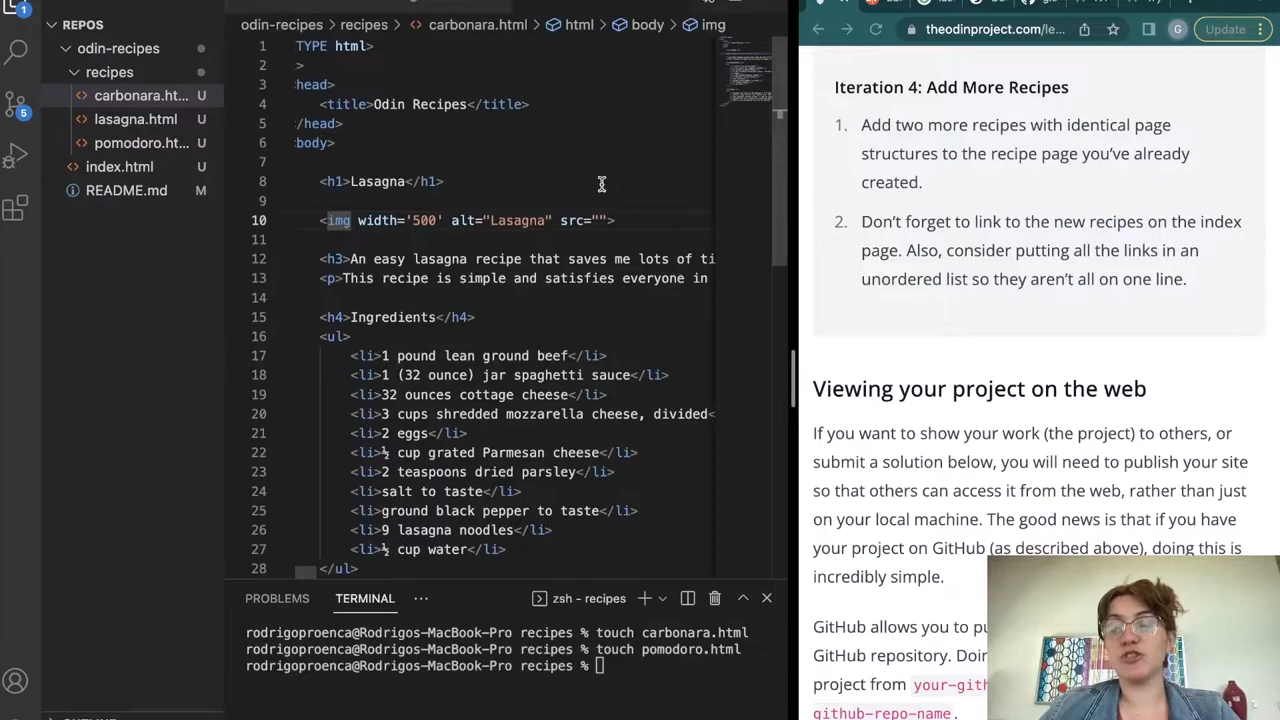 REPOS
odin-recipes
recipes
carbonara.ht... U
lasagna.html U
pomodoro.ht... U
index.html
README.md M
1
5
odin-recipes > recipes > carbonara.html > html > body > img
1 TYPE html>
2 >
3 head>
4 <title>Odin Recipes</title>
5 /head>
6 body>
7
8 <h1>Lasagna</h1>
9
10 <img width='500' alt="Lasagna" src="">
11
12 <h3>An easy lasagna recipe that saves me lots of ti
13 <p>This recipe is simple and satisfies everyone in
14
15 <h4>Ingredients</h4>
16 <ul>
17 <li>1 pound lean ground beef</li>
18 <li>1 (32 ounce) jar spaghetti sauce</li>
19 <li>32 ounces cottage cheese</li>
20 <li>3 cups shredded mozzarella cheese, divided<
21 <li>2 eggs</li>
22 <li>½ cup grated Parmesan cheese</li>
23 <li>2 teaspoons dried parsley</li>
24 <li>salt to taste</li>
25 <li>ground black pepper to taste</li>
26 <li>9 lasagna noodles</li>
27 <li>½ cup water</li>
28 </ul>
PROBLEMS TERMINAL ... zsh - recipes
rodrigoproenca@Rodrigos-MacBook-Pro recipes % touch carbonara.html
rodrigoproenca@Rodrigos-MacBook-Pro recipes % touch pomodoro.html
rodrigoproenca@Rodrigos-MacBook-Pro recipes %
theodinproject.com/le... G Update
Iteration 4: Add More Recipes
1. Add two more recipes with identical page
structures to the recipe page you've already
created.
2. Don't forget to link to the new recipes on the index
page. Also, consider putting all the links in an
unordered list so they aren't all on one line.
Viewing your project on the web
If you want to show your work (the project) to others, or
submit a solution below, you will need to publish your site
so that others can access it from the web, rather than just
on your local machine. The good news is that if you have
your project on GitHub (as described above), doing this is
incredibly simple.
GitHub allows you to pu
GitHub repository. Doin
project from your-gith
github-repo-name.